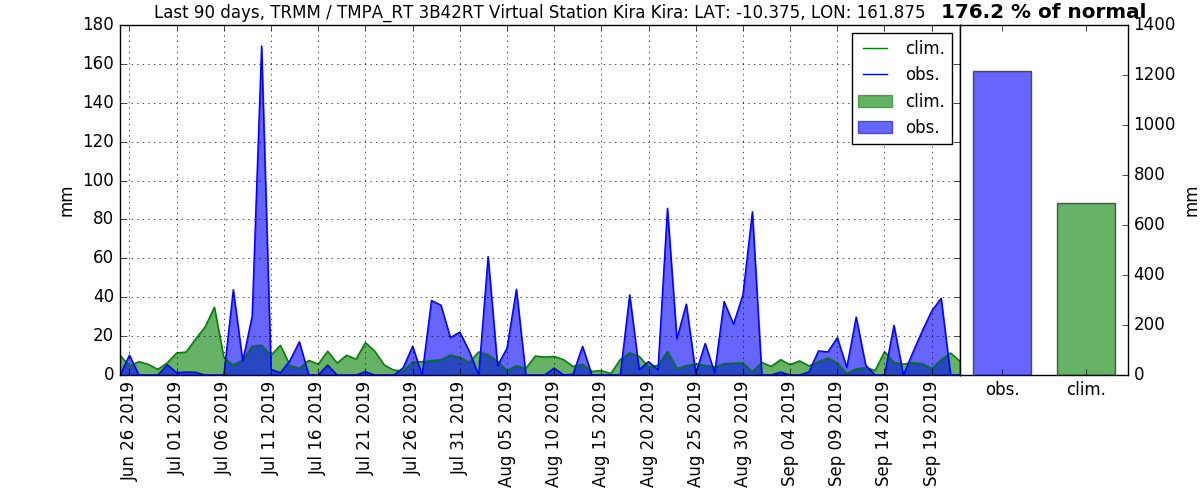 Last 90 days, TRMM / TMPA_RT 3B42RT Virtual Station Kira Kira: LAT: -10.375, LON: 161.875 176.2 % of normal
180
160
140
120
100
80
60
40
20
0
mm
clim.
obs.
clim.
obs.
1400
1200
1000
800
600
400
200
0
mm
Jun 26 2019
Jul 01 2019
Jul 06 2019
Jul 11 2019
Jul 16 2019
Jul 21 2019
Jul 26 2019
Jul 31 2019
Aug 05 2019
Aug 10 2019
Aug 15 2019
Aug 20 2019
Aug 25 2019
Aug 30 2019
Sep 04 2019
Sep 09 2019
Sep 14 2019
Sep 19 2019
obs.
clim.